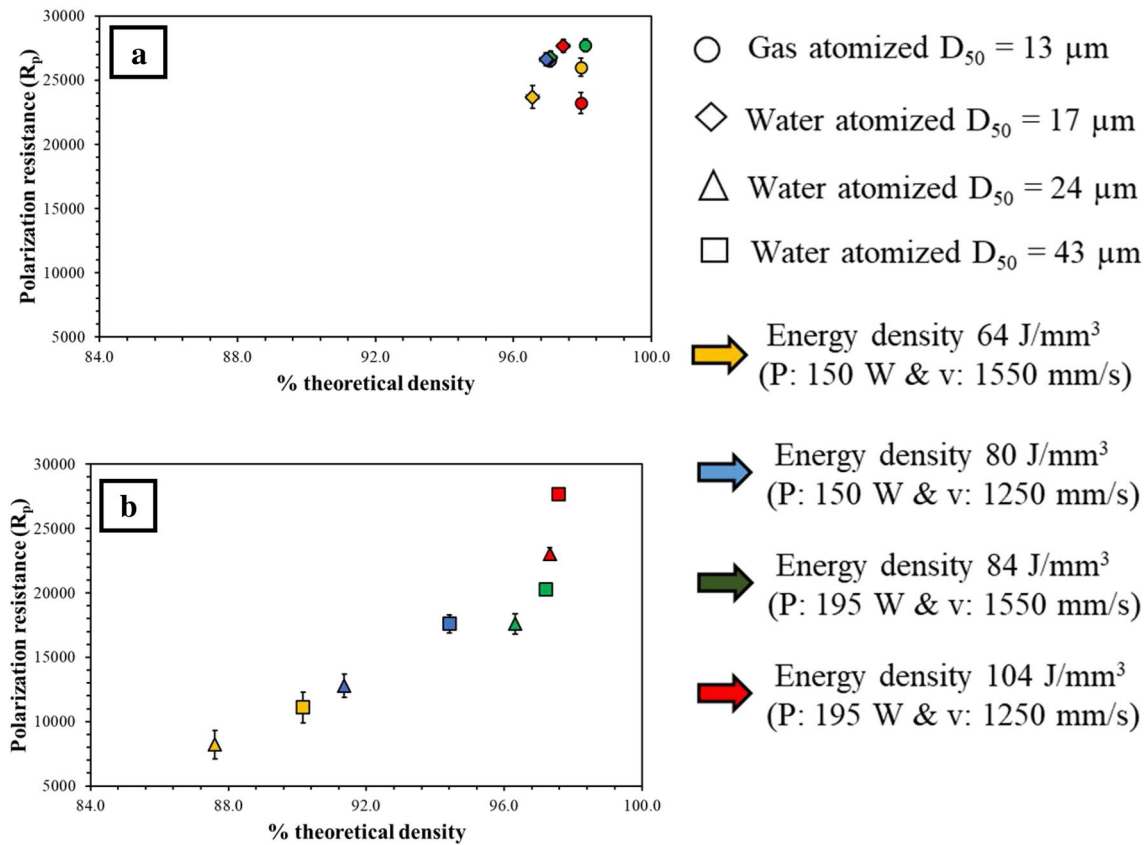 30000
25000
20000
15000
10000
5000
Polarization resistance (Rₚ)
a
84.0 88.0 92.0 96.0 100.0
% theoretical density
30000
25000
20000
15000
10000
5000
Polarization resistance (Rₚ)
b
84.0 88.0 92.0 96.0 100.0
% theoretical density
Gas atomized D₅₀ = 13 µm
Water atomized D₅₀ = 17 µm
Water atomized D₅₀ = 24 µm
Water atomized D₅₀ = 43 µm
Energy density 64 J/mm³
(P: 150 W & v: 1550 mm/s)
Energy density 80 J/mm³
(P: 150 W & v: 1250 mm/s)
Energy density 84 J/mm³
(P: 195 W & v: 1550 mm/s)
Energy density 104 J/mm³
(P: 195 W & v: 1250 mm/s)